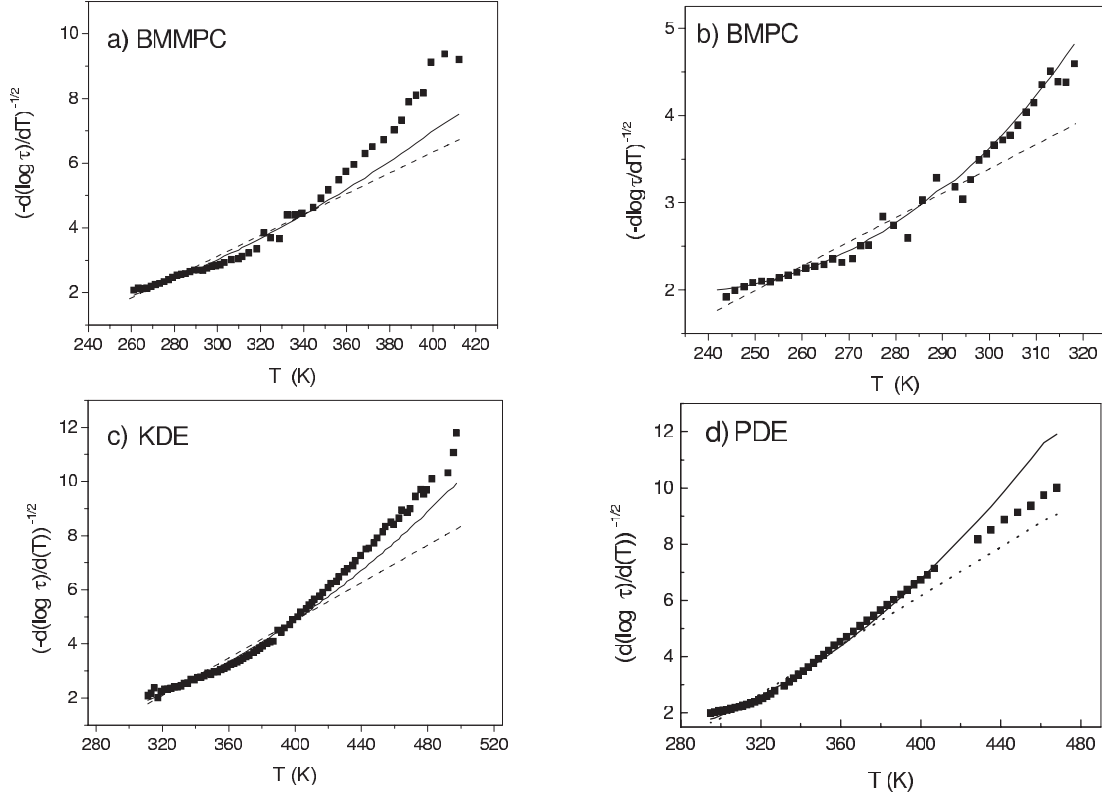 a) BMMPC
(-d(log τ)/dT)^-1/2
10
8
6
4
2
240 260 280 300 320 340 360 380 400 420
T (K)
b) BMPC
(-dlogτ/dT)^-1/2
5
4
3
2
240 250 260 270 280 290 300 310 320
T (K)
c) KDE
(-d(log τ)/d(T))^-1/2
12
10
8
6
4
2
280 320 360 400 440 480 520
T (K)
d) PDE
(d(log τ)/d(T))^-1/2
12
10
8
6
4
2
280 320 360 400 440 480
T (K)